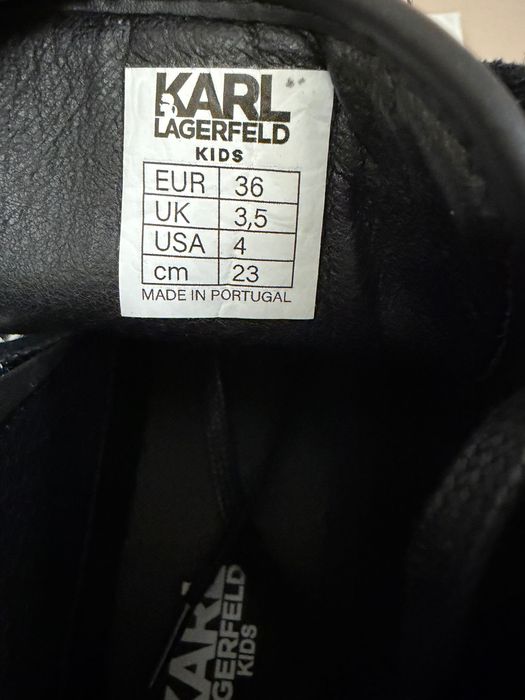 KARL
LAGERFELD
KIDS
EUR 36
UK 3,5
USA 4
cm 23
MADE IN PORTUGAL
KARL
LAGERFELD
KIDS